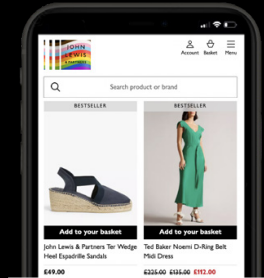 JOHN
LEWIS
& PARTNERS
Account Basket Menu
Search product or brand
BESTSELLER
BESTSELLER
Add to your basket
Add to your basket
John Lewis & Partners Ter Wedge
Heel Espadrille Sandals
Ted Baker Noemi D-Ring Belt
Midi Dress
£49.00
£225.00 £135.00 £112.00